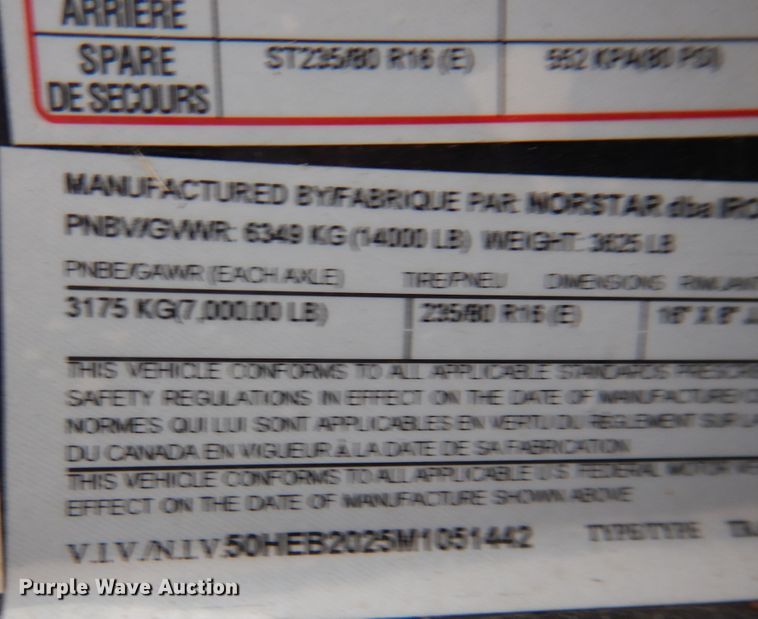 ARRIÈRE
SPARE ST235/80 R16 (E) 552 KPA(80 PSI)
DE SECOURS
MANUFACTURED BY/FABRIQUE PAR: NORSTAR dba
PNBV/GVWR: 6349 KG (14000 LB) WEIGHT: 3625 LB
PNBE/GAWR (EACH AXLE) TIRE/PNEU DIMENSIONS
3175 KG(7,000.00 LB) 235/80 R16 (E) 16" X 6"
THIS VEHICLE CONFORMS TO ALL APPLICABLE STANDARDS
SAFETY REGULATIONS IN EFFECT ON THE DATE OF MANUFACTURE/
NORMES QUI LUI SONT APPLICABLES EN VERTU DU RÈGLEMENT SUR
DU CANADA EN VIGUEUR À LA DATE DE SA FABRICATION
THIS VEHICLE CONFORMS TO ALL APPLICABLE U.S. FEDERAL MOTOR
EFFECT ON THE DATE OF MANUFACTURE SHOWN ABOVE
V.I.V./N.I.V.50HEB2025M1051442 TYPE/TYPE
Purple Wave Auction